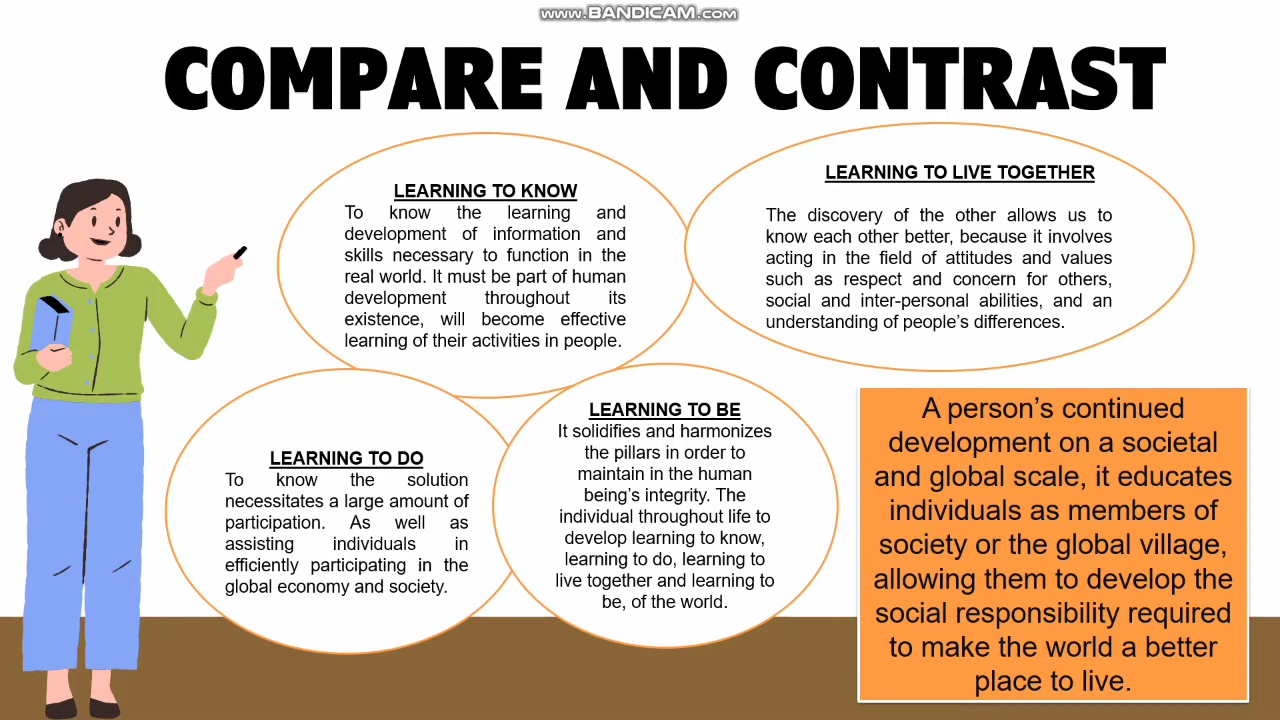 www.BANDICAM.com
COMPARE AND CONTRAST
LEARNING TO KNOW
To know the learning and
development of information and
skills necessary to function in the
real world. It must be part of human
development throughout its
existence, will become effective
learning of their activities in people.
LEARNING TO LIVE TOGETHER
The discovery of the other allows us to
know each other better, because it involves
acting in the field of attitudes and values
such as respect and concern for others,
social and inter-personal abilities, and an
understanding of people's differences.
LEARNING TO DO
To know the solution
necessitates a large amount of
participation. As well as
assisting individuals in
efficiently participating in the
global economy and society.
LEARNING TO BE
It solidifies and harmonizes
the pillars in order to
maintain in the human
being's integrity. The
individual throughout life to
develop learning to know,
learning to do, learning to
live together and learning to
be, of the world.
A person's continued
development on a societal
and global scale, it educates
individuals as members of
society or the global village,
allowing them to develop the
social responsibility required
to make the world a better
place to live.